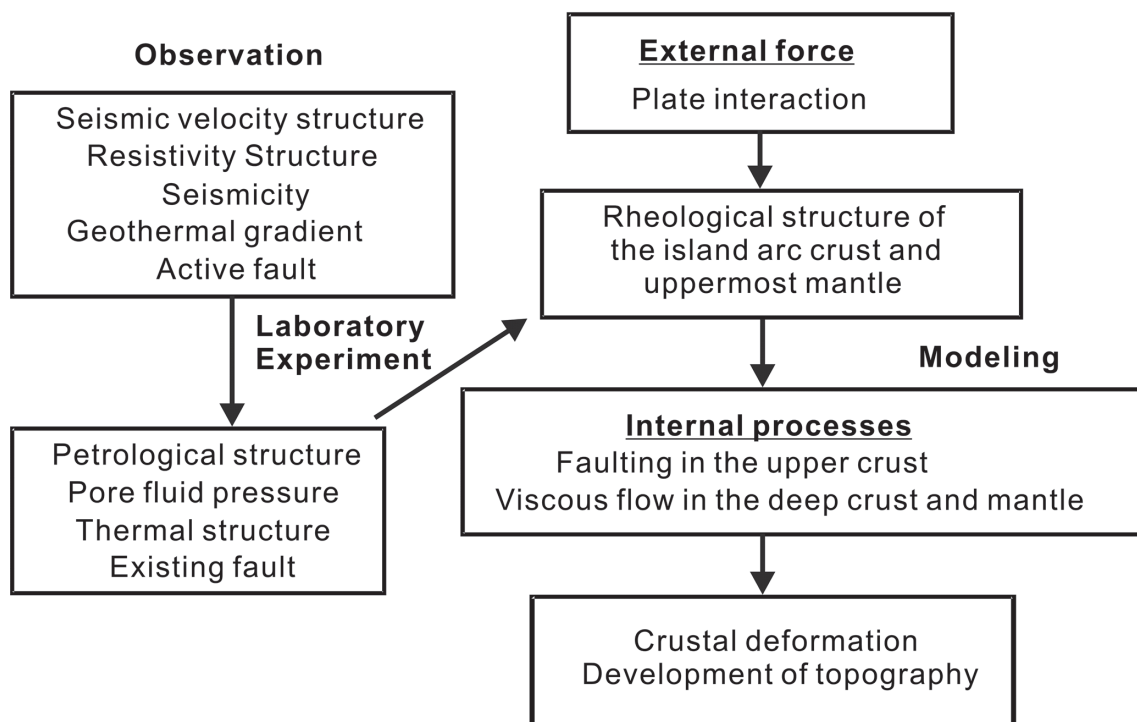 Observation
Seismic velocity structure
Resistivity Structure
Seismicity
Geothermal gradient
Active fault
Laboratory
Experiment
Petrological structure
Pore fluid pressure
Thermal structure
Existing fault
External force
Plate interaction
Rheological structure of
the island arc crust and
uppermost mantle
Modeling
Internal processes
Faulting in the upper crust
Viscous flow in the deep crust and mantle
Crustal deformation
Development of topography